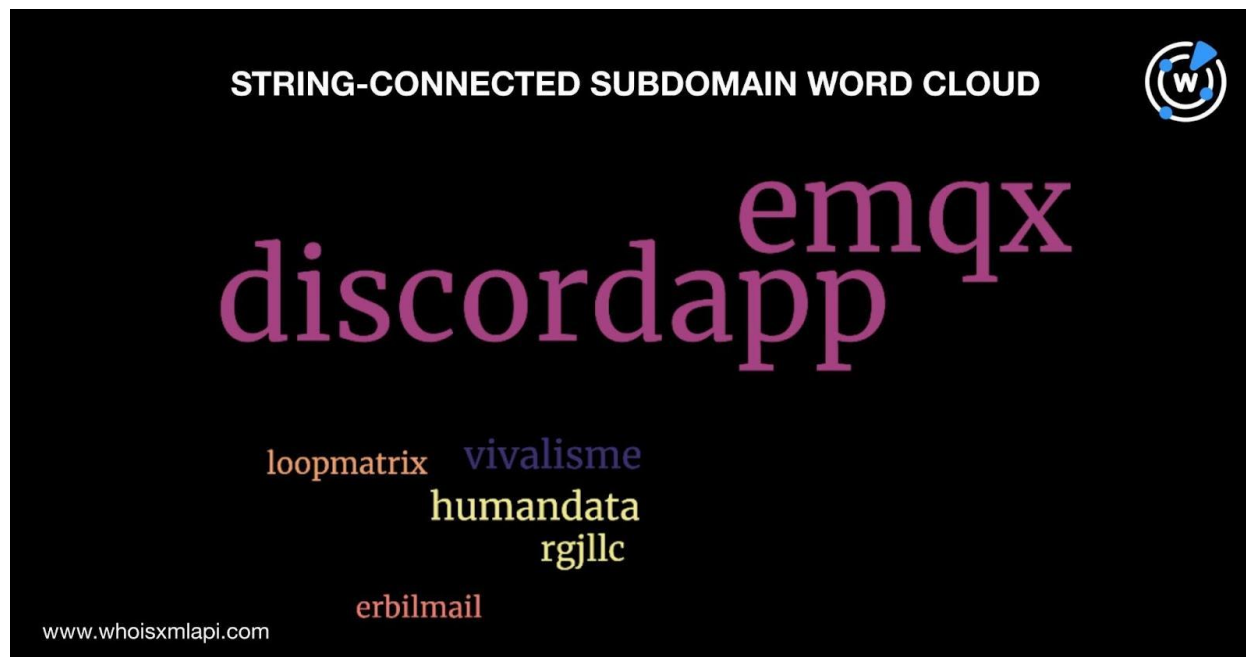 STRING-CONNECTED SUBDOMAIN WORD CLOUD
W
emqx
discordapp
loopmatrix vivalisme
humandata
rgjllc
erbilmail
www.whoisxmlapi.com